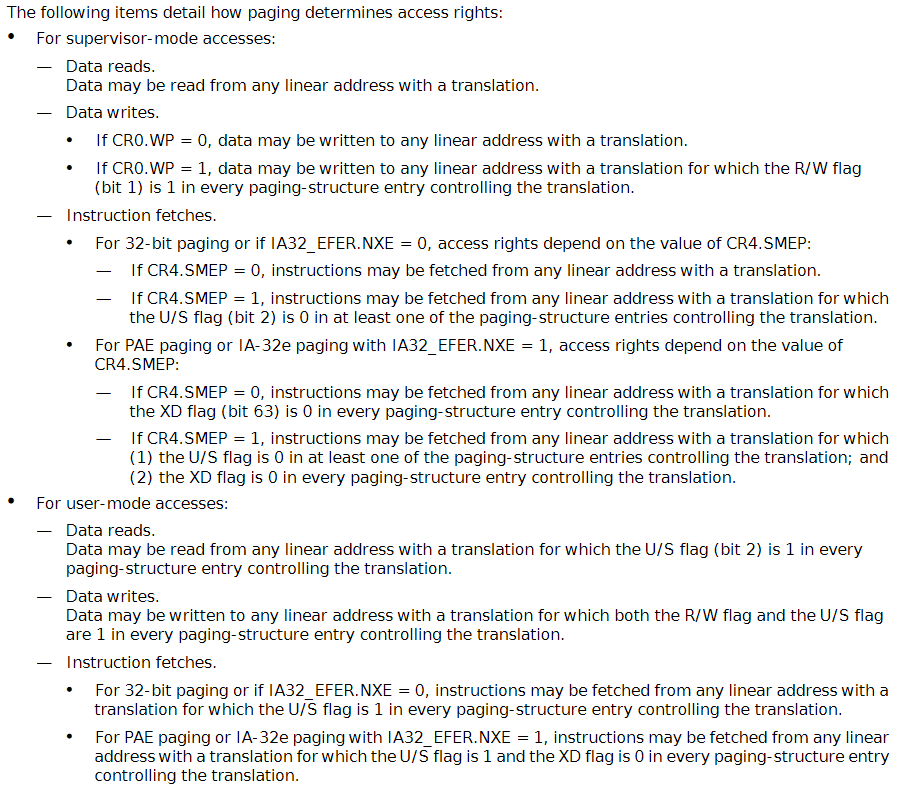 The following items detail how paging determines access rights:
• For supervisor-mode accesses:
— Data reads.
Data may be read from any linear address with a translation.
— Data writes.
• If CR0.WP = 0, data may be written to any linear address with a translation.
• If CR0.WP = 1, data may be written to any linear address with a translation for which the R/W flag
(bit 1) is 1 in every paging-structure entry controlling the translation.
— Instruction fetches.
• For 32-bit paging or if IA32_EFER.NXE = 0, access rights depend on the value of CR4.SMEP:
— If CR4.SMEP = 0, instructions may be fetched from any linear address with a translation.
— If CR4.SMEP = 1, instructions may be fetched from any linear address with a translation for which
the U/S flag (bit 2) is 0 in at least one of the paging-structure entries controlling the translation.
• For PAE paging or IA-32e paging with IA32_EFER.NXE = 1, access rights depend on the value of
CR4.SMEP:
— If CR4.SMEP = 0, instructions may be fetched from any linear address with a translation for which
the XD flag (bit 63) is 0 in every paging-structure entry controlling the translation.
— If CR4.SMEP = 1, instructions may be fetched from any linear address with a translation for which
(1) the U/S flag is 0 in at least one of the paging-structure entries controlling the translation; and
(2) the XD flag is 0 in every paging-structure entry controlling the translation.
• For user-mode accesses:
— Data reads.
Data may be read from any linear address with a translation for which the U/S flag (bit 2) is 1 in every
paging-structure entry controlling the translation.
— Data writes.
Data may be written to any linear address with a translation for which both the R/W flag and the U/S flag
are 1 in every paging-structure entry controlling the translation.
— Instruction fetches.
• For 32-bit paging or if IA32_EFER.NXE = 0, instructions may be fetched from any linear address with a
translation for which the U/S flag is 1 in every paging-structure entry controlling the translation.
• For PAE paging or IA-32e paging with IA32_EFER.NXE = 1, instructions may be fetched from any linear
address with a translation for which the U/S flag is 1 and the XD flag is 0 in every paging-structure entry
controlling the translation.